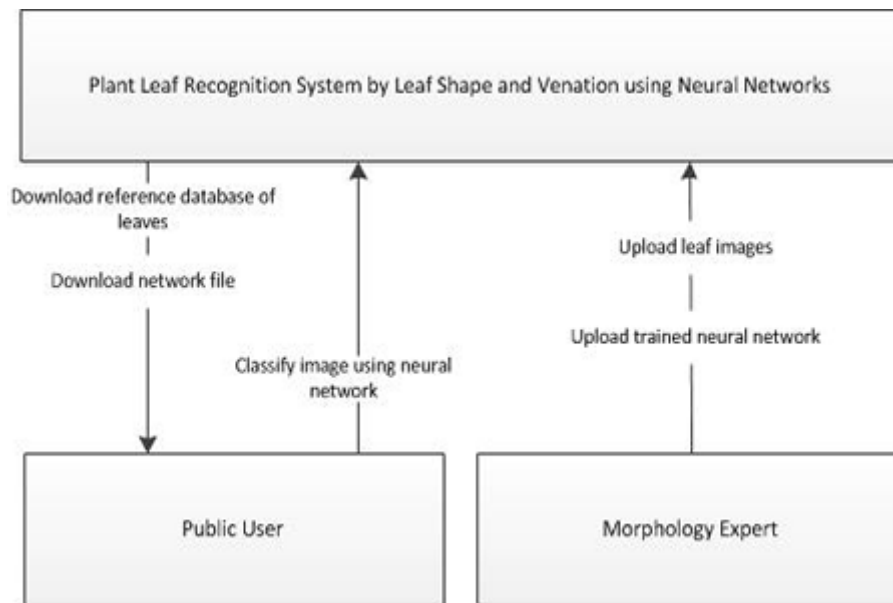 Plant Leaf Recognition System by Leaf Shape and Venation using Neural Networks
Download reference database of
leaves
Download network file
Classify image using neural
network
Upload leaf images
Upload trained neural network
Public User
Morphology Expert